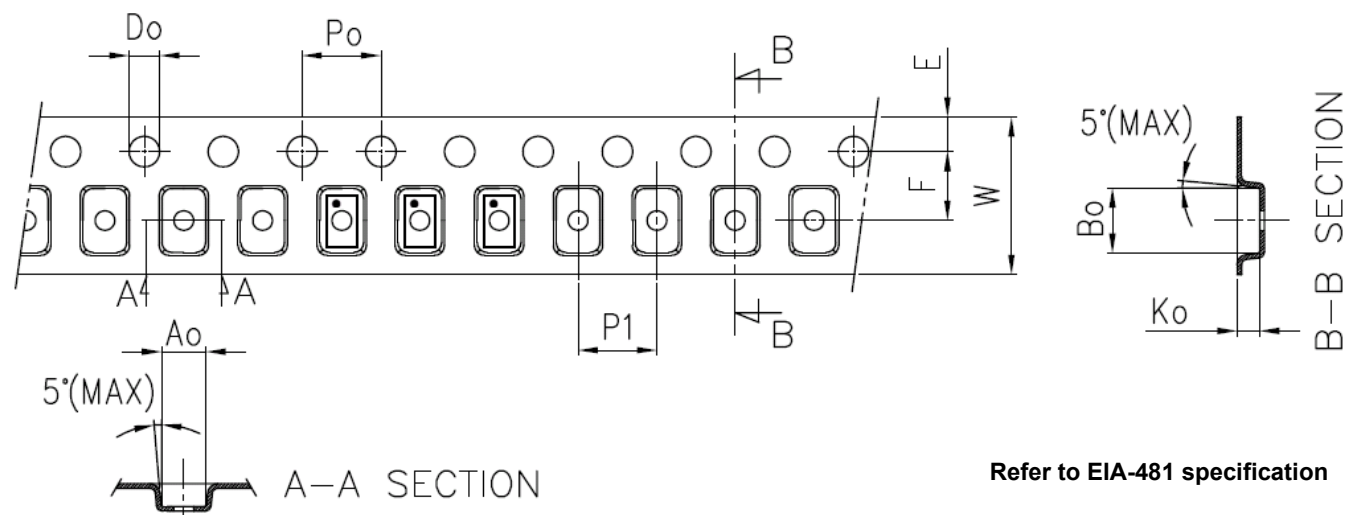 Do
Po
B
E
5°(MAX)
F
W
Bo
B-B SECTION
A
A
P1
B
Ko
Ao
5°(MAX)
A-A SECTION
Refer to EIA-481 specification